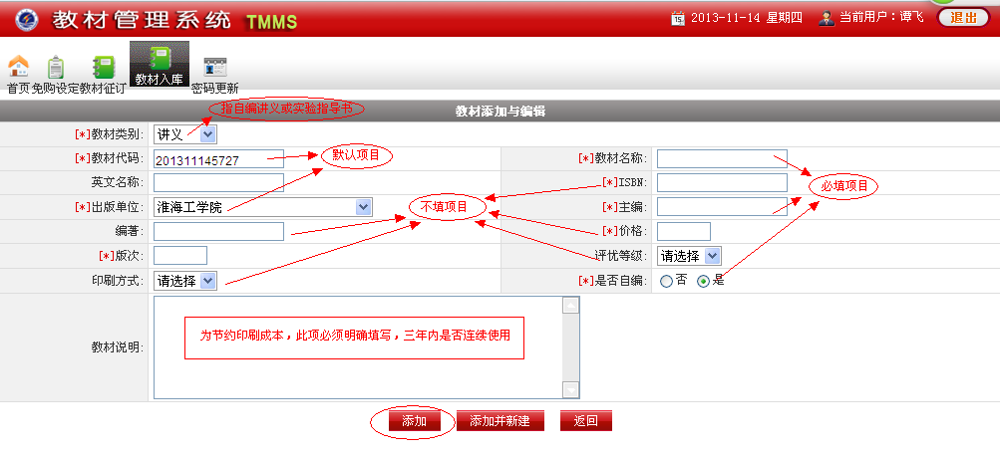 教材管理系统 TMMS
2013-11-14 星期四 当前用户：谭飞 退出
首页 免购设定 教材征订 教材入库 密码更新
指自编讲义或实验指导书
教材添加与编辑
[*]教材类别: 讲义
[*]教材代码: 201311145727 默认项目 [*]教材名称:
英文名称: [*]ISBN: 必填项目
[*]出版单位: 淮海工学院 不填项目 [*]主编:
编著: [*]价格:
[*]版次: 评优等级: 请选择
印刷方式: 请选择 [*]是否自编: 否 是
教材说明: 为节约印刷成本，此项必须明确填写，三年内是否连续使用
添加 添加并新建 返回